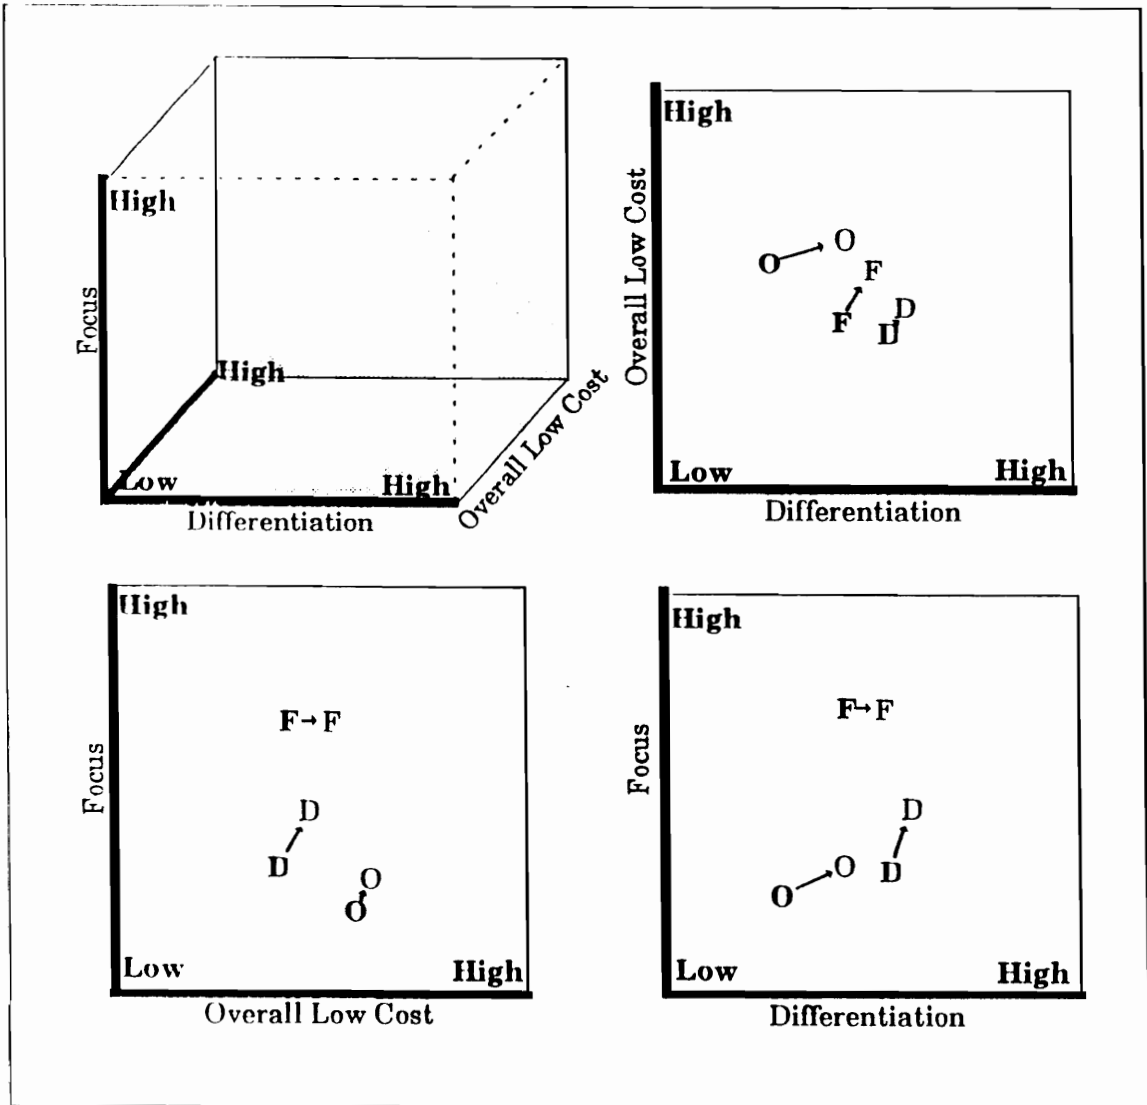 High
Focus
High
Low
High
Differentiation
Overall Low Cost
High
Overall Low Cost
O
O
F
F
D
D
Low
High
Differentiation
High
Focus
F→F
D
D
O
O
Low
High
Overall Low Cost
High
Focus
F→F
D
D
O
O
Low
High
Differentiation